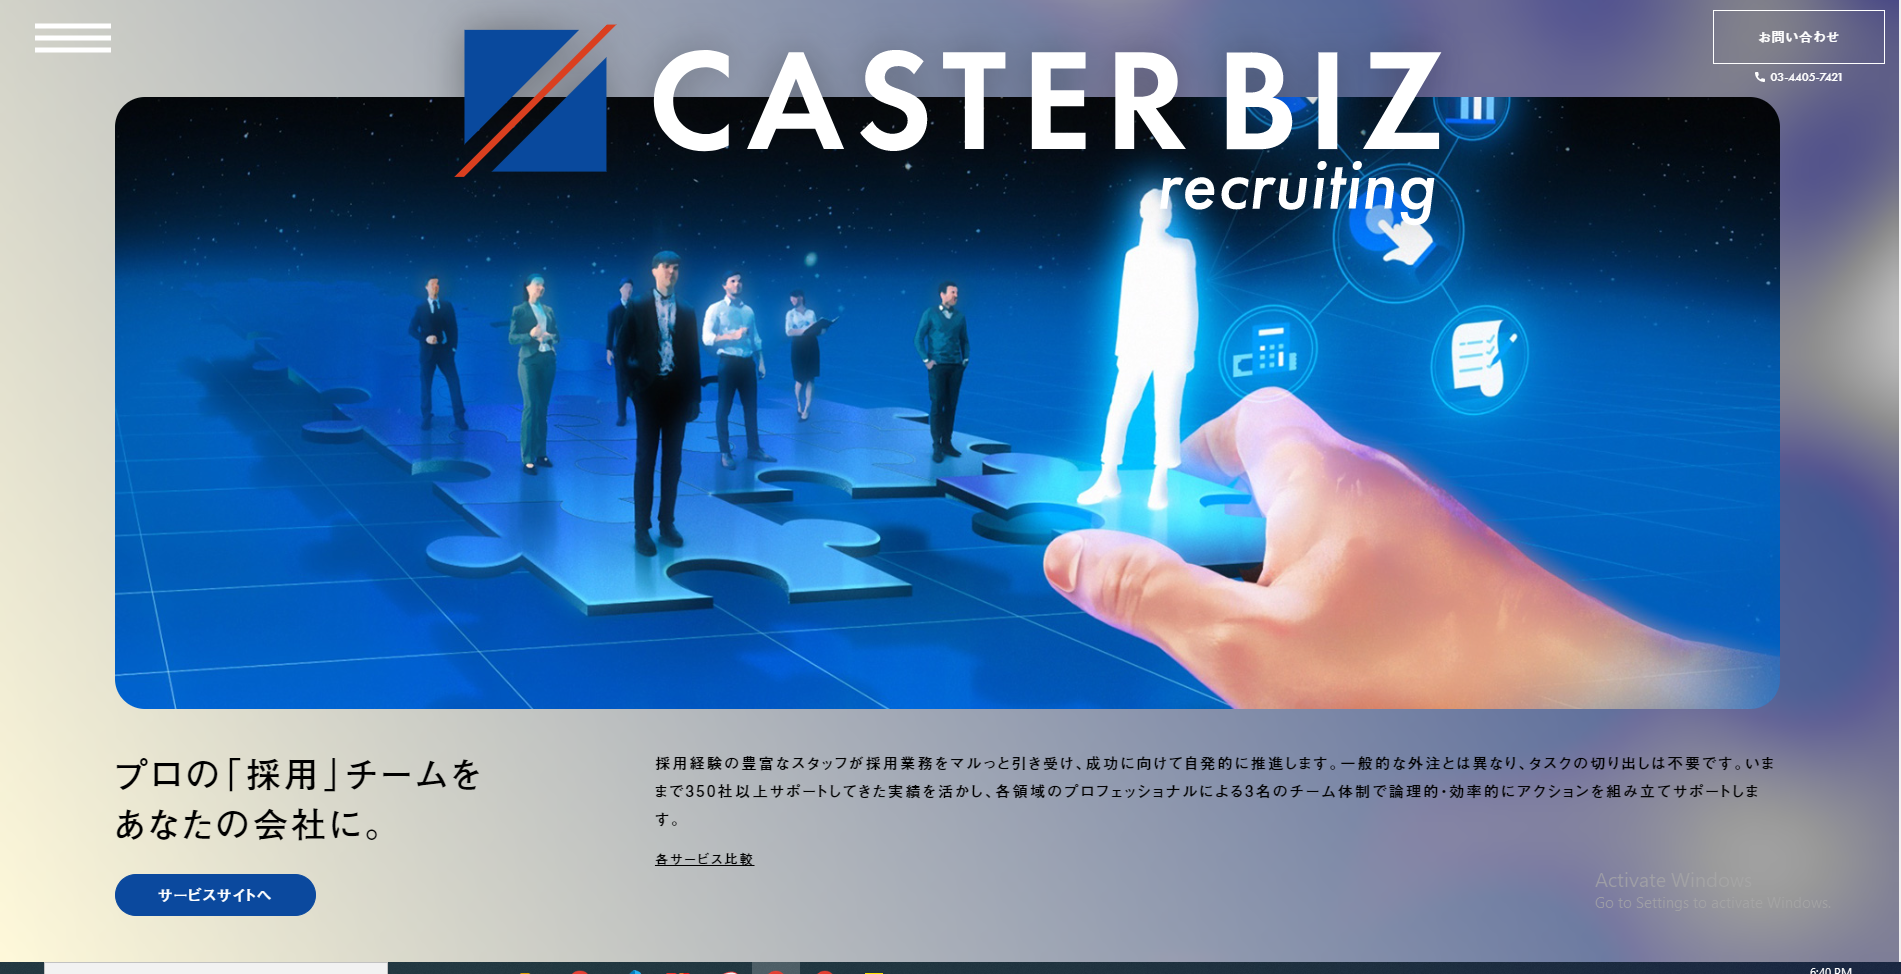 お問い合わせ
03-4405-7421
CASTER BIZ
recruiting
プロの「採用」チームを
あなたの会社に。
サービスサイトへ
採用経験の豊富なスタッフが採用業務をマルっと引き受け、成功に向けて自発的に推進します。一般的な外注とは異なり、タスクの切り出しは不要です。いま
まで350社以上サポートしてきた実績を活かし、各領域のプロフェッショナルによる3名のチーム体制で論理的・効率的にアクションを組み立てサポートしま
す。
各サービス比較
Activate Windows
Go to Settings to activate Windows.
6:40 PM